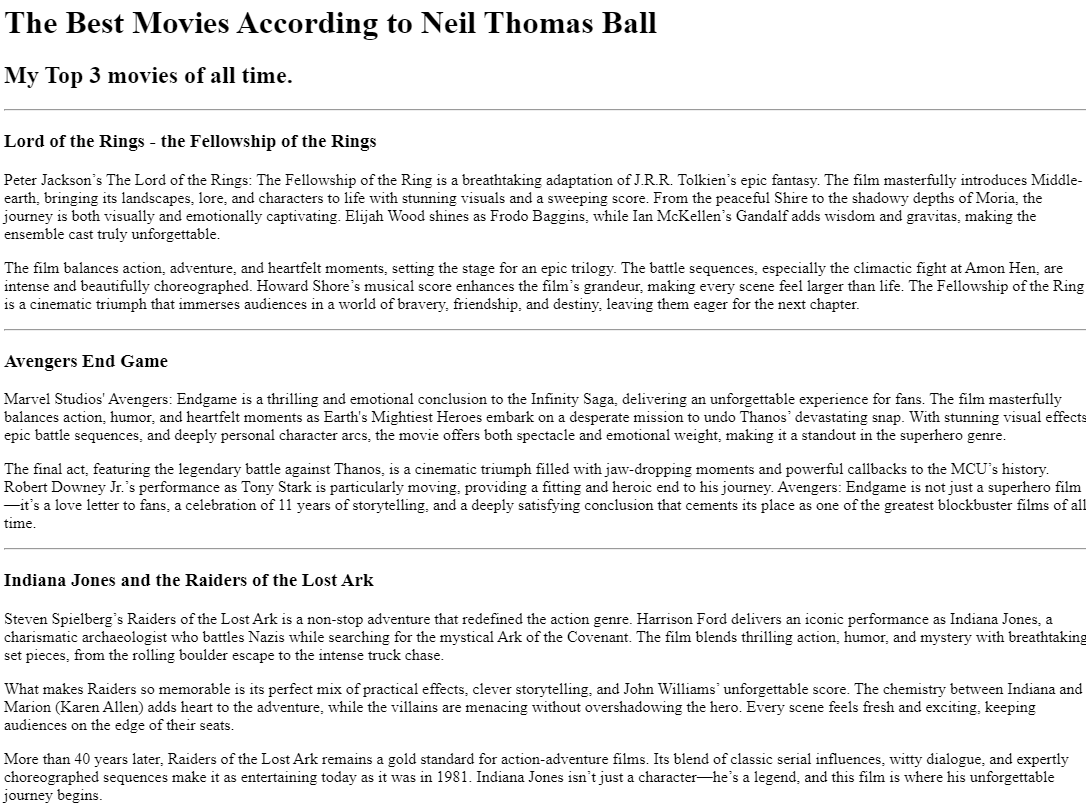 The Best Movies According to Neil Thomas Ball
My Top 3 movies of all time.
Lord of the Rings - the Fellowship of the Rings
Peter Jackson’s The Lord of the Rings: The Fellowship of the Ring is a breathtaking adaptation of J.R.R. Tolkien’s epic fantasy. The film masterfully introduces Middle-
earth, bringing its landscapes, lore, and characters to life with stunning visuals and a sweeping score. From the peaceful Shire to the shadowy depths of Moria, the
journey is both visually and emotionally captivating. Elijah Wood shines as Frodo Baggins, while Ian McKellen’s Gandalf adds wisdom and gravitas, making the
ensemble cast truly unforgettable.
The film balances action, adventure, and heartfelt moments, setting the stage for an epic trilogy. The battle sequences, especially the climactic fight at Amon Hen, are
intense and beautifully choreographed. Howard Shore’s musical score enhances the film’s grandeur, making every scene feel larger than life. The Fellowship of the Ring
is a cinematic triumph that immerses audiences in a world of bravery, friendship, and destiny, leaving them eager for the next chapter.
Avengers End Game
Marvel Studios' Avengers: Endgame is a thrilling and emotional conclusion to the Infinity Saga, delivering an unforgettable experience for fans. The film masterfully
balances action, humor, and heartfelt moments as Earth's Mightiest Heroes embark on a desperate mission to undo Thanos’ devastating snap. With stunning visual effects
epic battle sequences, and deeply personal character arcs, the movie offers both spectacle and emotional weight, making it a standout in the superhero genre.
The final act, featuring the legendary battle against Thanos, is a cinematic triumph filled with jaw-dropping moments and powerful callbacks to the MCU’s history.
Robert Downey Jr.’s performance as Tony Stark is particularly moving, providing a fitting and heroic end to his journey. Avengers: Endgame is not just a superhero film
—it’s a love letter to fans, a celebration of 11 years of storytelling, and a deeply satisfying conclusion that cements its place as one of the greatest blockbuster films of all
time.
Indiana Jones and the Raiders of the Lost Ark
Steven Spielberg’s Raiders of the Lost Ark is a non-stop adventure that redefined the action genre. Harrison Ford delivers an iconic performance as Indiana Jones, a
charismatic archaeologist who battles Nazis while searching for the mystical Ark of the Covenant. The film blends thrilling action, humor, and mystery with breathtaking
set pieces, from the rolling boulder escape to the intense truck chase.
What makes Raiders so memorable is its perfect mix of practical effects, clever storytelling, and John Williams’ unforgettable score. The chemistry between Indiana and
Marion (Karen Allen) adds heart to the adventure, while the villains are menacing without overshadowing the hero. Every scene feels fresh and exciting, keeping
audiences on the edge of their seats.
More than 40 years later, Raiders of the Lost Ark remains a gold standard for action-adventure films. Its blend of classic serial influences, witty dialogue, and expertly
choreographed sequences make it as entertaining today as it was in 1981. Indiana Jones isn’t just a character—he’s a legend, and this film is where his unforgettable
journey begins.